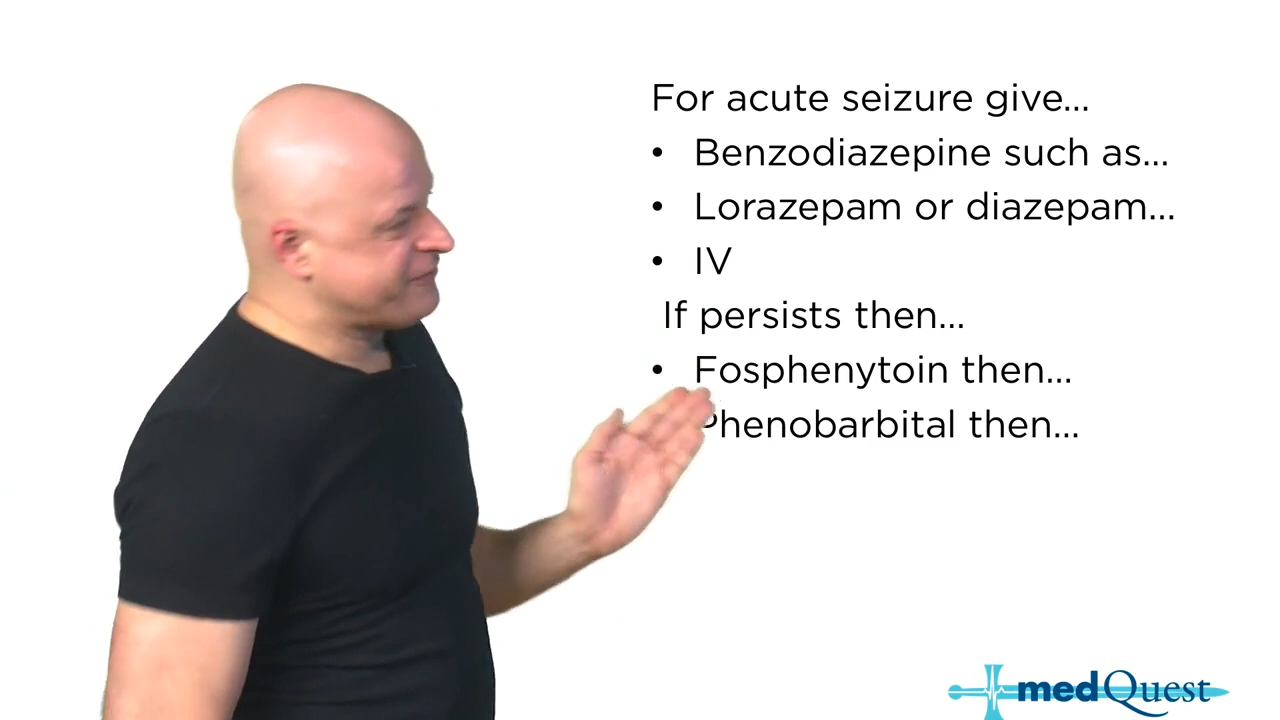 For acute seizure give...
• Benzodiazepine such as...
• Lorazepam or diazepam...
• IV
If persists then...
• Fosphenytoin then...
Phenobarbital then...
medQuest